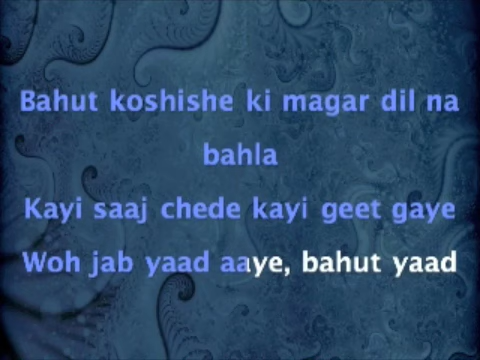 Bahut koshishe ki magar dil na
bahla
Kayi saaj chede kayi geet gaye
Woh jab yaad aaye, bahut yaad